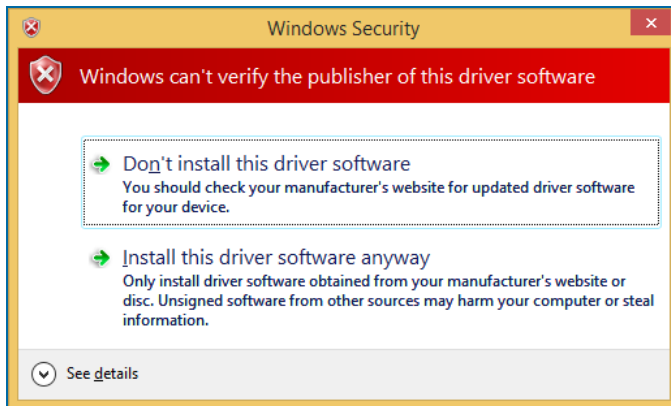 Windows Security
Windows can't verify the publisher of this driver software
Don't install this driver software
You should check your manufacturer's website for updated driver software
for your device.
Install this driver software anyway
Only install driver software obtained from your manufacturer's website or
disc. Unsigned software from other sources may harm your computer or steal
information.
See details